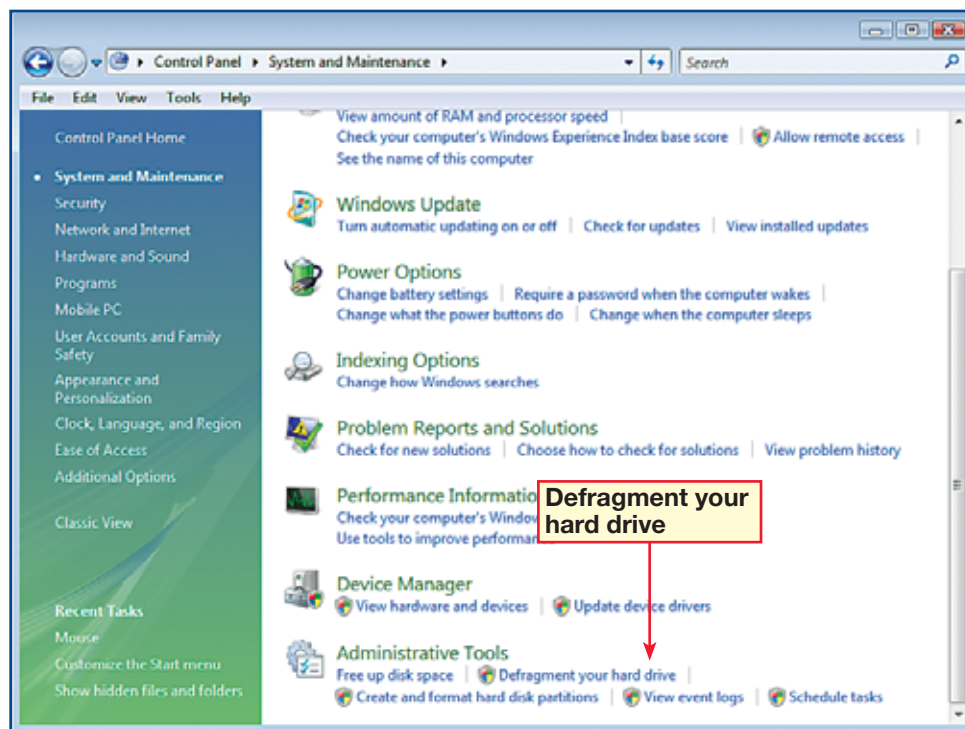 Control Panel ▸ System and Maintenance ▸
Search
File Edit View Tools Help
Control Panel Home
• System and Maintenance
Security
Network and Internet
Hardware and Sound
Programs
Mobile PC
User Accounts and Family
Safety
Appearance and
Personalization
Clock, Language, and Region
Ease of Access
Additional Options
Classic View
Recent Tasks
Mouse
Customize the Start menu
Show hidden files and folders
View amount of RAM and processor speed |
Check your computer's Windows Experience Index base score | Allow remote access |
See the name of this computer
Windows Update
Turn automatic updating on or off | Check for updates | View installed updates
Power Options
Change battery settings | Require a password when the computer wakes |
Change what the power buttons do | Change when the computer sleeps
Indexing Options
Change how Windows searches
Problem Reports and Solutions
Check for new solutions | Choose how to check for solutions | View problem history
Performance Informatio
Check your computer's Windo
Use tools to improve performan
Defragment your
hard drive
Device Manager
View hardware and devices | Update device drivers
Administrative Tools
Free up disk space | Defragment your hard drive |
Create and format hard disk partitions | View event logs | Schedule tasks